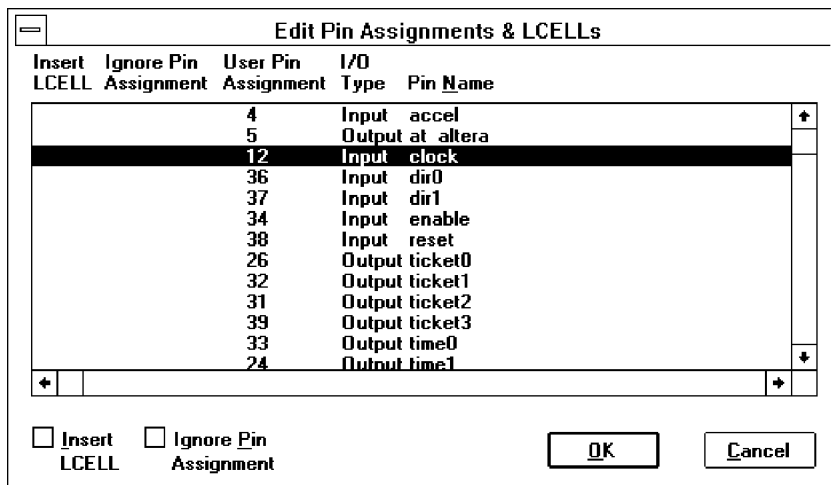 Edit Pin Assignments & LCELLs
Insert Ignore Pin User Pin I/O
LCELL Assignment Assignment Type Pin Name
4 Input accel
5 Output at altera
12 Input clock
36 Input dir0
37 Input dir1
34 Input enable
38 Input reset
26 Output ticket0
32 Output ticket1
31 Output ticket2
39 Output ticket3
33 Output time0
24 Output time1
Insert Ignore Pin OK Cancel
LCELL Assignment